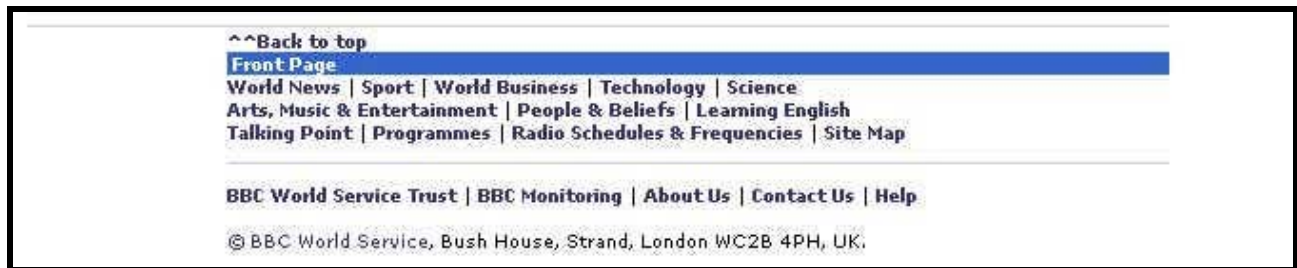 ^^Back to top
Front Page
World News | Sport | World Business | Technology | Science
Arts, Music & Entertainment | People & Beliefs | Learning English
Talking Point | Programmes | Radio Schedules & Frequencies | Site Map
BBC World Service Trust | BBC Monitoring | About Us | Contact Us | Help
© BBC World Service, Bush House, Strand, London WC2B 4PH, UK.